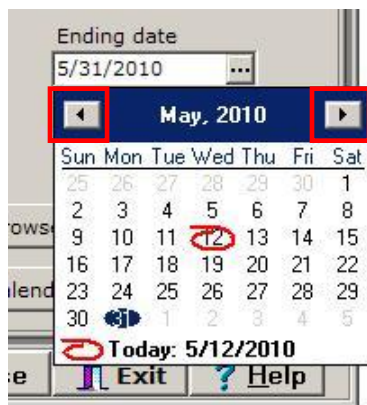 Ending date
5/31/2010 ...
May, 2010
Sun Mon Tue Wed Thu Fri Sat
25 26 27 28 29 30 1
2 3 4 5 6 7 8
9 10 11 12 13 14 15
16 17 18 19 20 21 22
23 24 25 26 27 28 29
30 31 1 2 3 4 5
Today: 5/12/2010
rowse
lend
e Exit ? Help